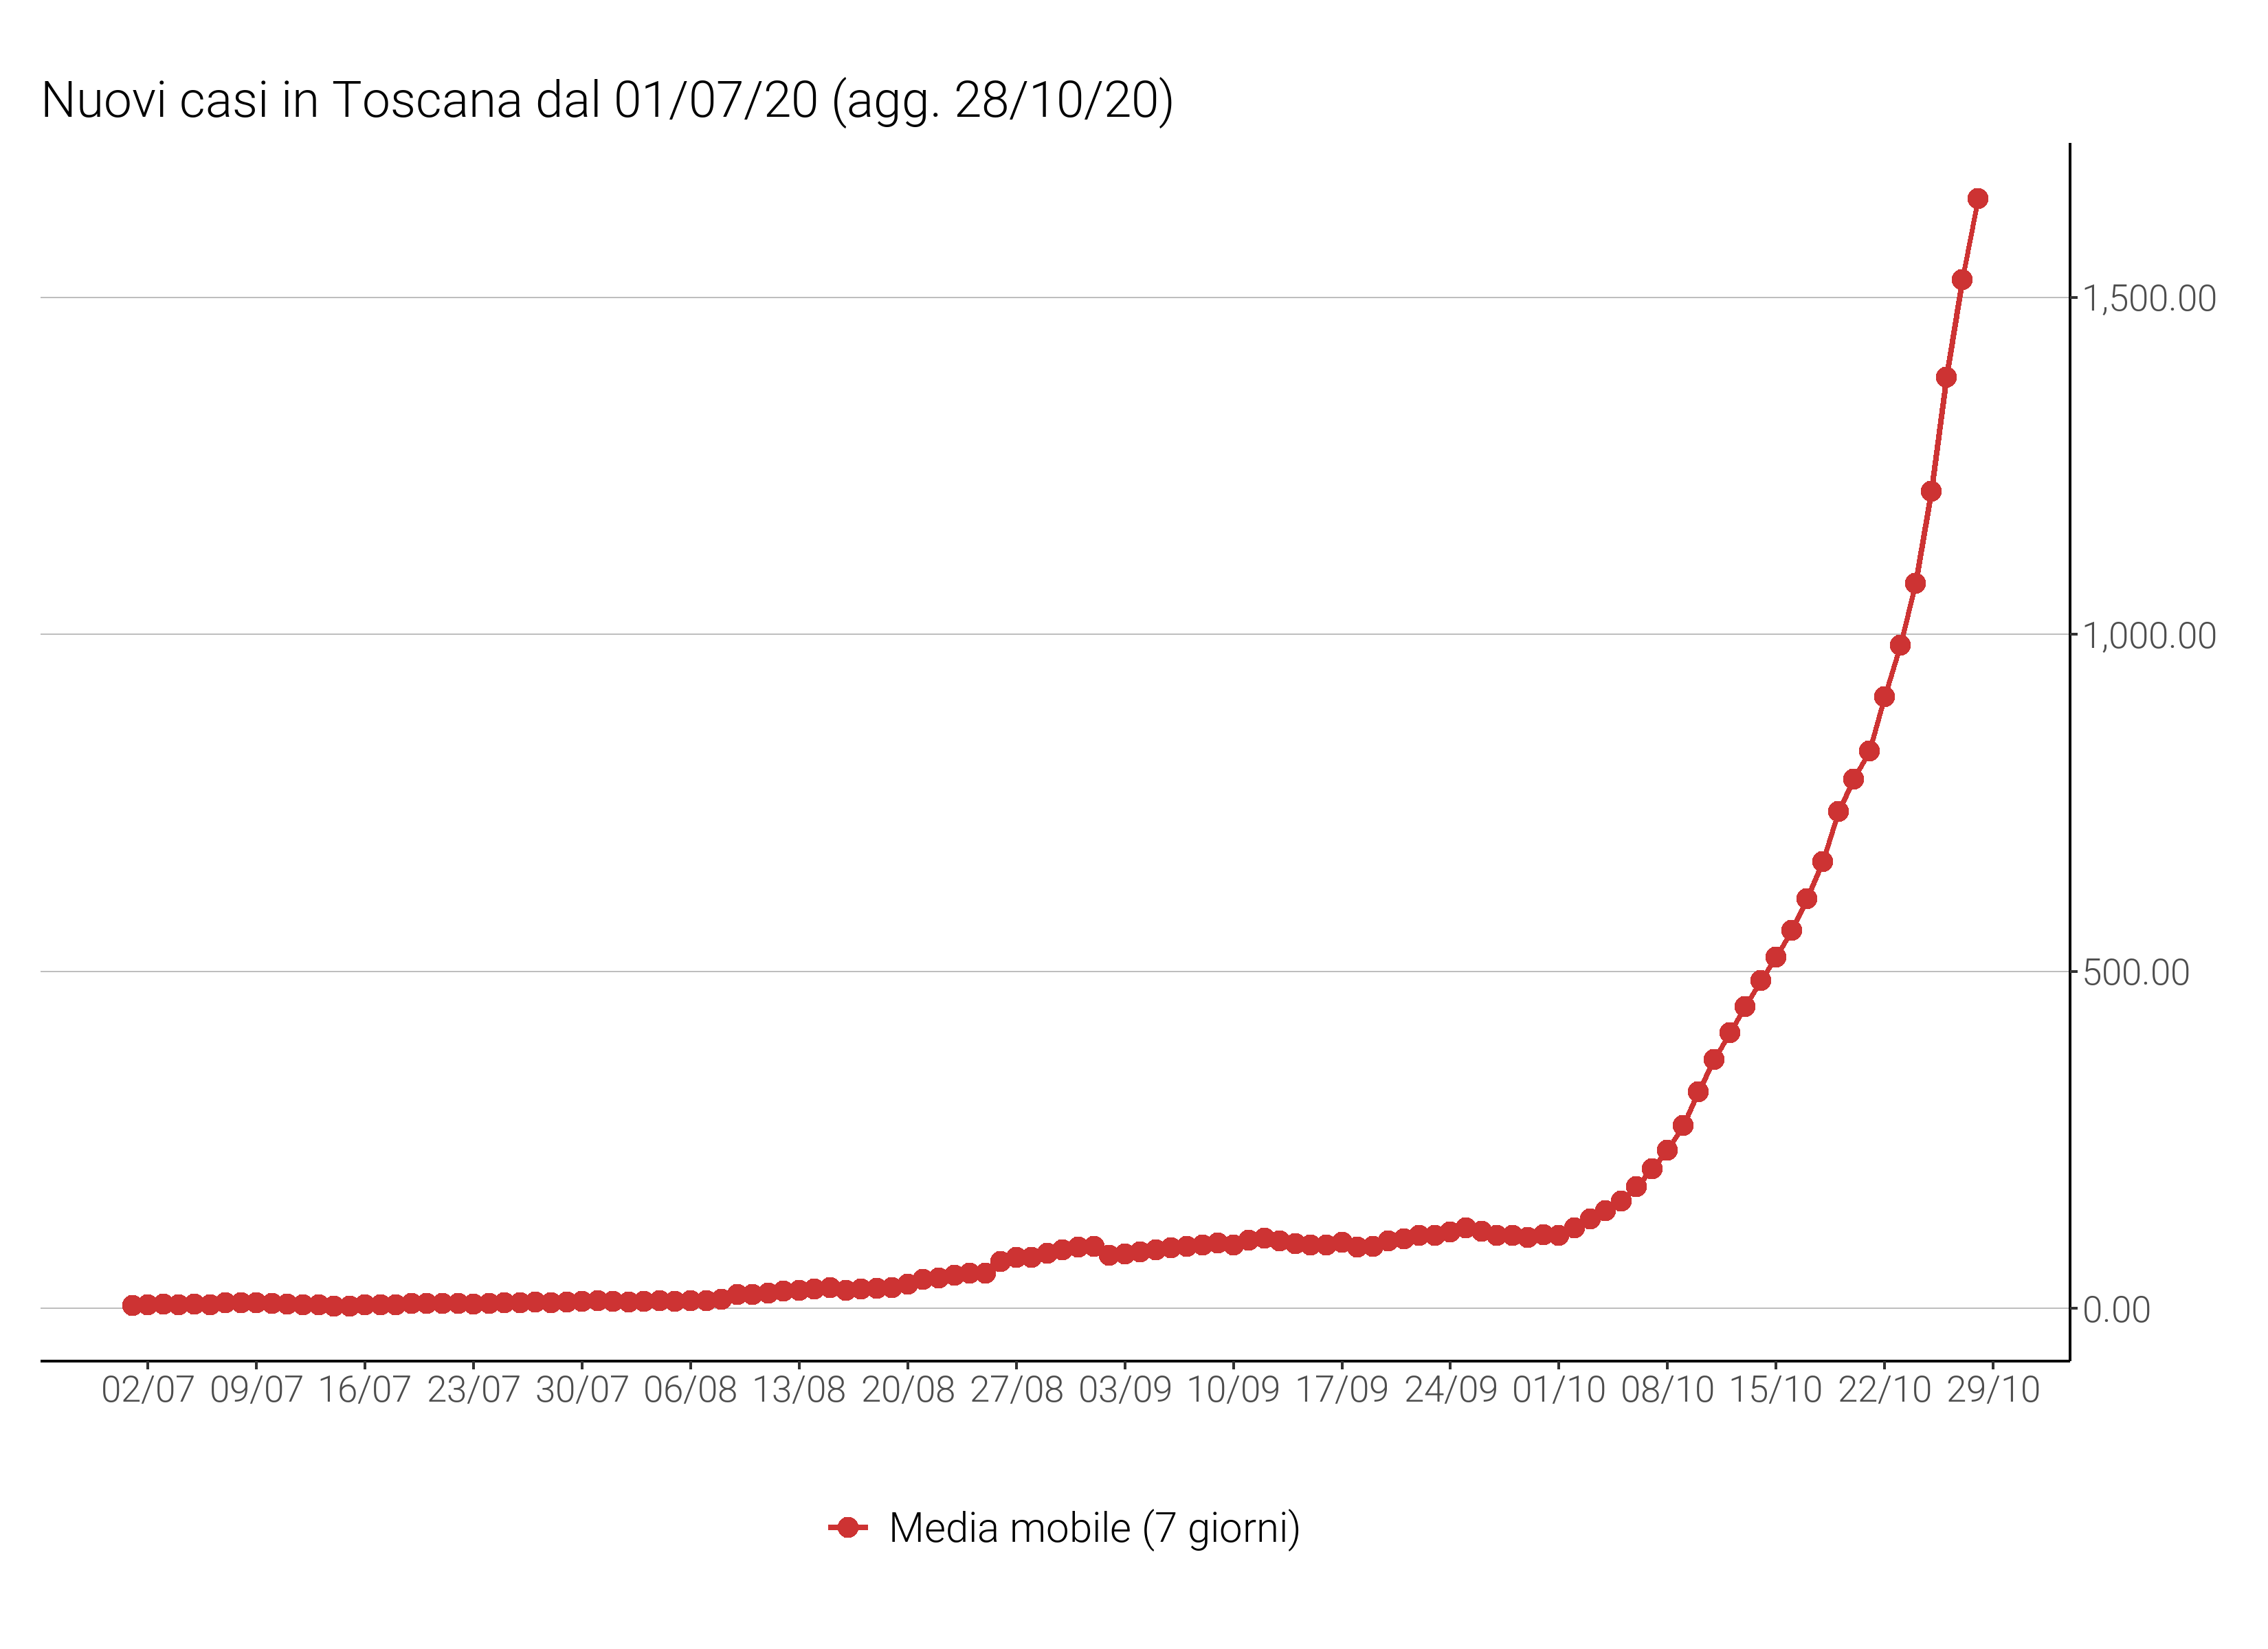 Nuovi casi in Toscana dal 01/07/20 (agg. 28/10/20)
1,500.00
1,000.00
500.00
0.00
02/07 09/07 16/07 23/07 30/07 06/08 13/08 20/08 27/08 03/09 10/09 17/09 24/09 01/10 08/10 15/10 22/10 29/10
Media mobile (7 giorni)